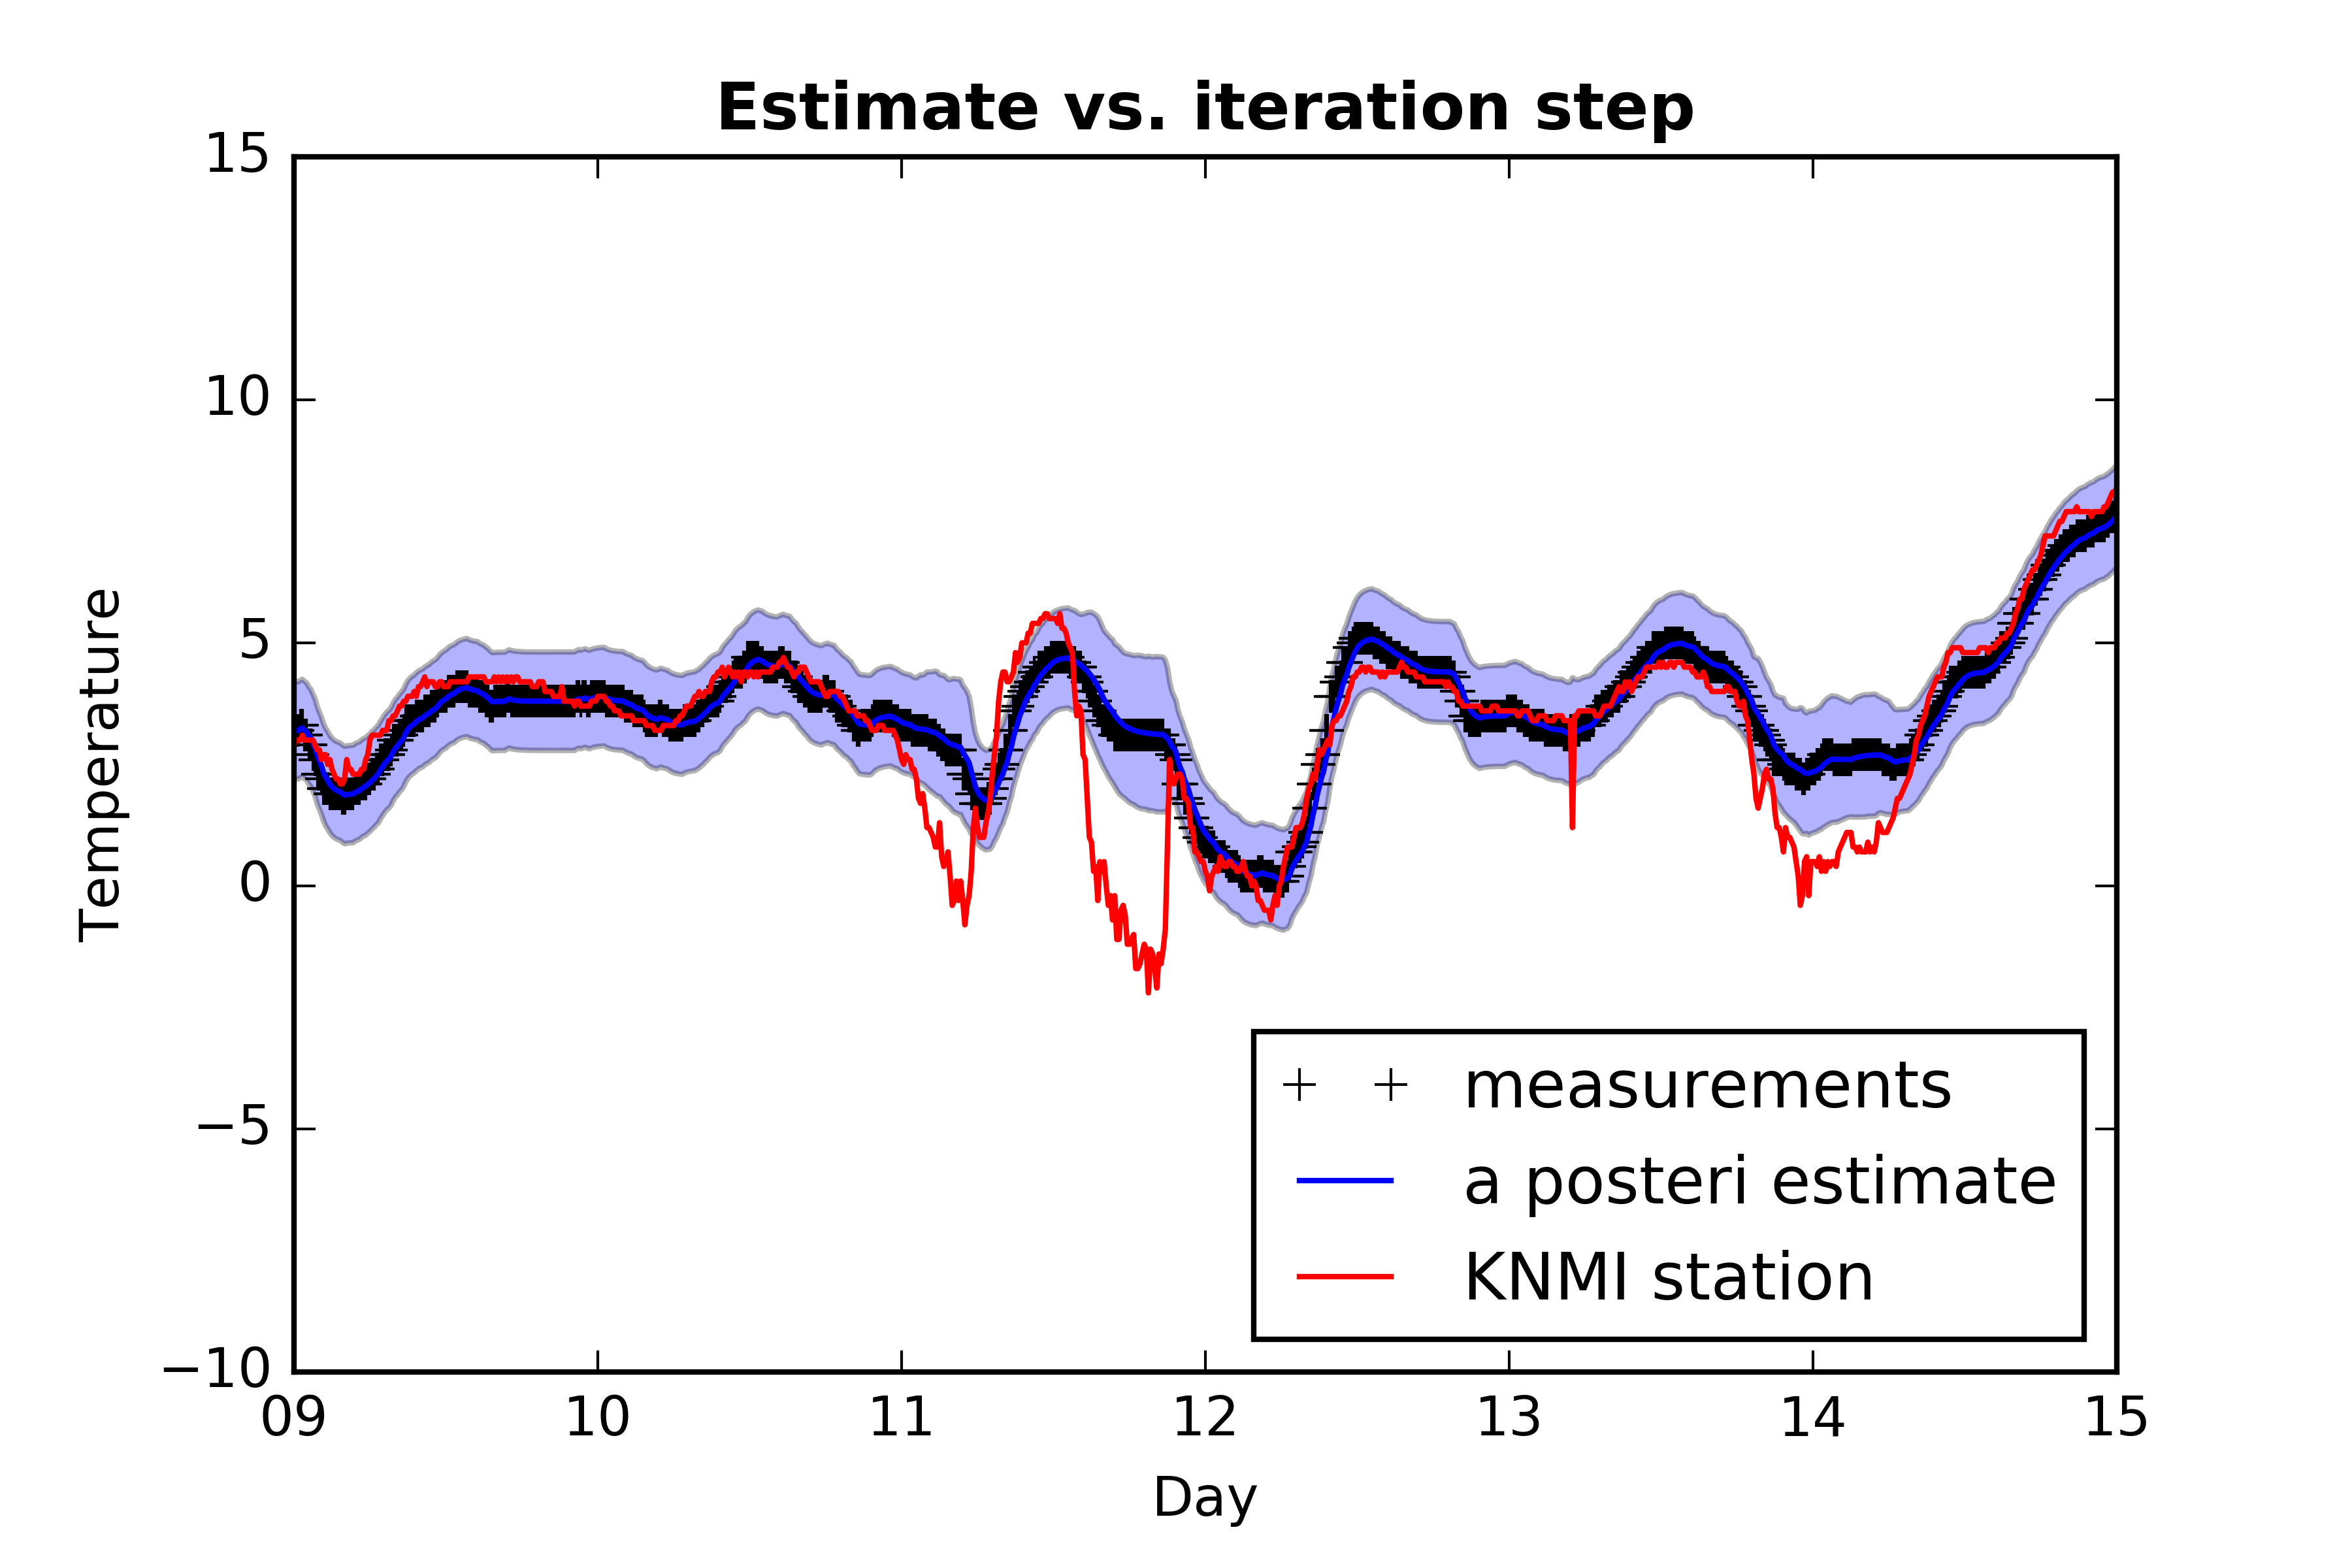 Estimate vs. iteration step
15
10
5
0
−5
−10
Temperature
09 10 11 12 13 14 15
Day
measurements
a posteri estimate
KNMI station